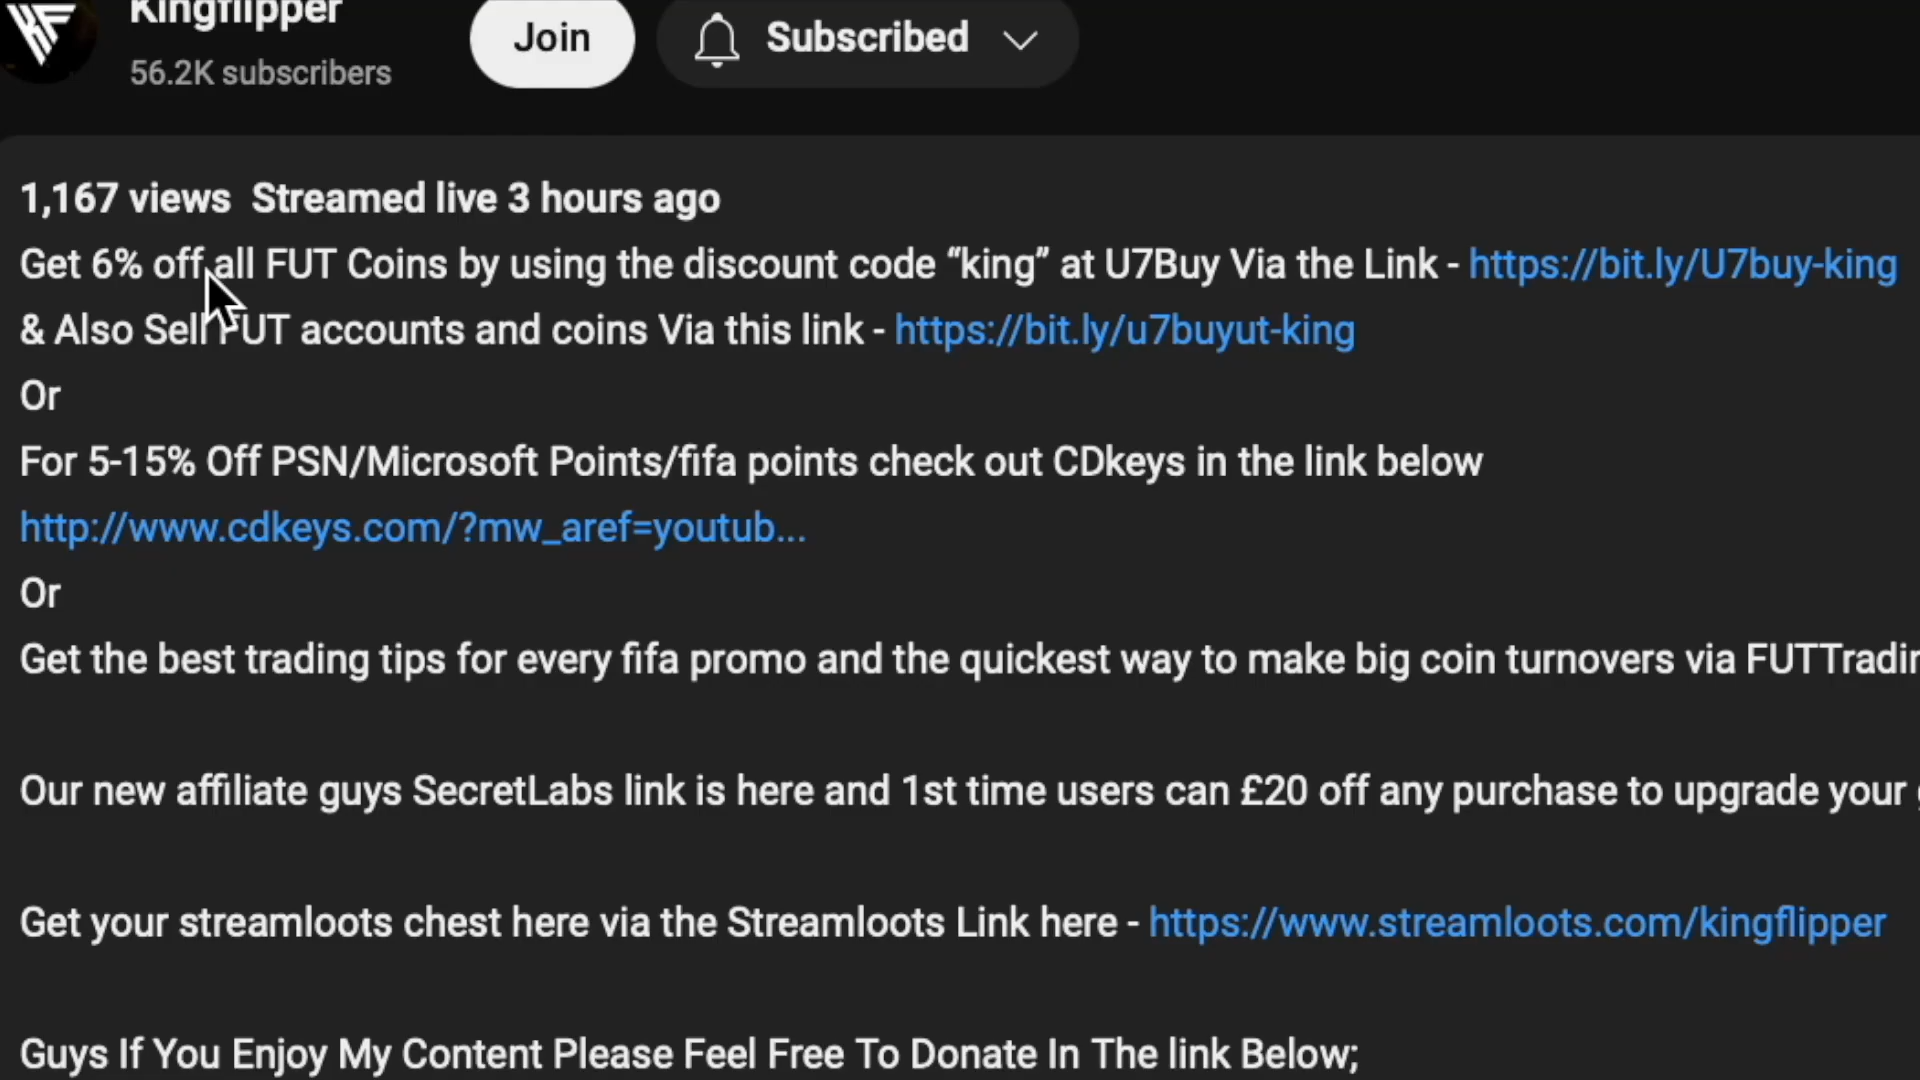 Kingflipper
56.2K subscribers
Join
Subscribed
1,167 views Streamed live 3 hours ago
Get 6% off all FUT Coins by using the discount code “king” at U7Buy Via the Link - https://bit.ly/U7buy-king
& Also Sell FUT accounts and coins Via this link - https://bit.ly/u7buyut-king
Or
For 5-15% Off PSN/Microsoft Points/fifa points check out CDkeys in the link below
http://www.cdkeys.com/?mw_aref=youtub...
Or
Get the best trading tips for every fifa promo and the quickest way to make big coin turnovers via FUTTradin
Our new affiliate guys SecretLabs link is here and 1st time users can £20 off any purchase to upgrade your
Get your streamloots chest here via the Streamloots Link here - https://www.streamloots.com/kingflipper
Guys If You Enjoy My Content Please Feel Free To Donate In The link Below;